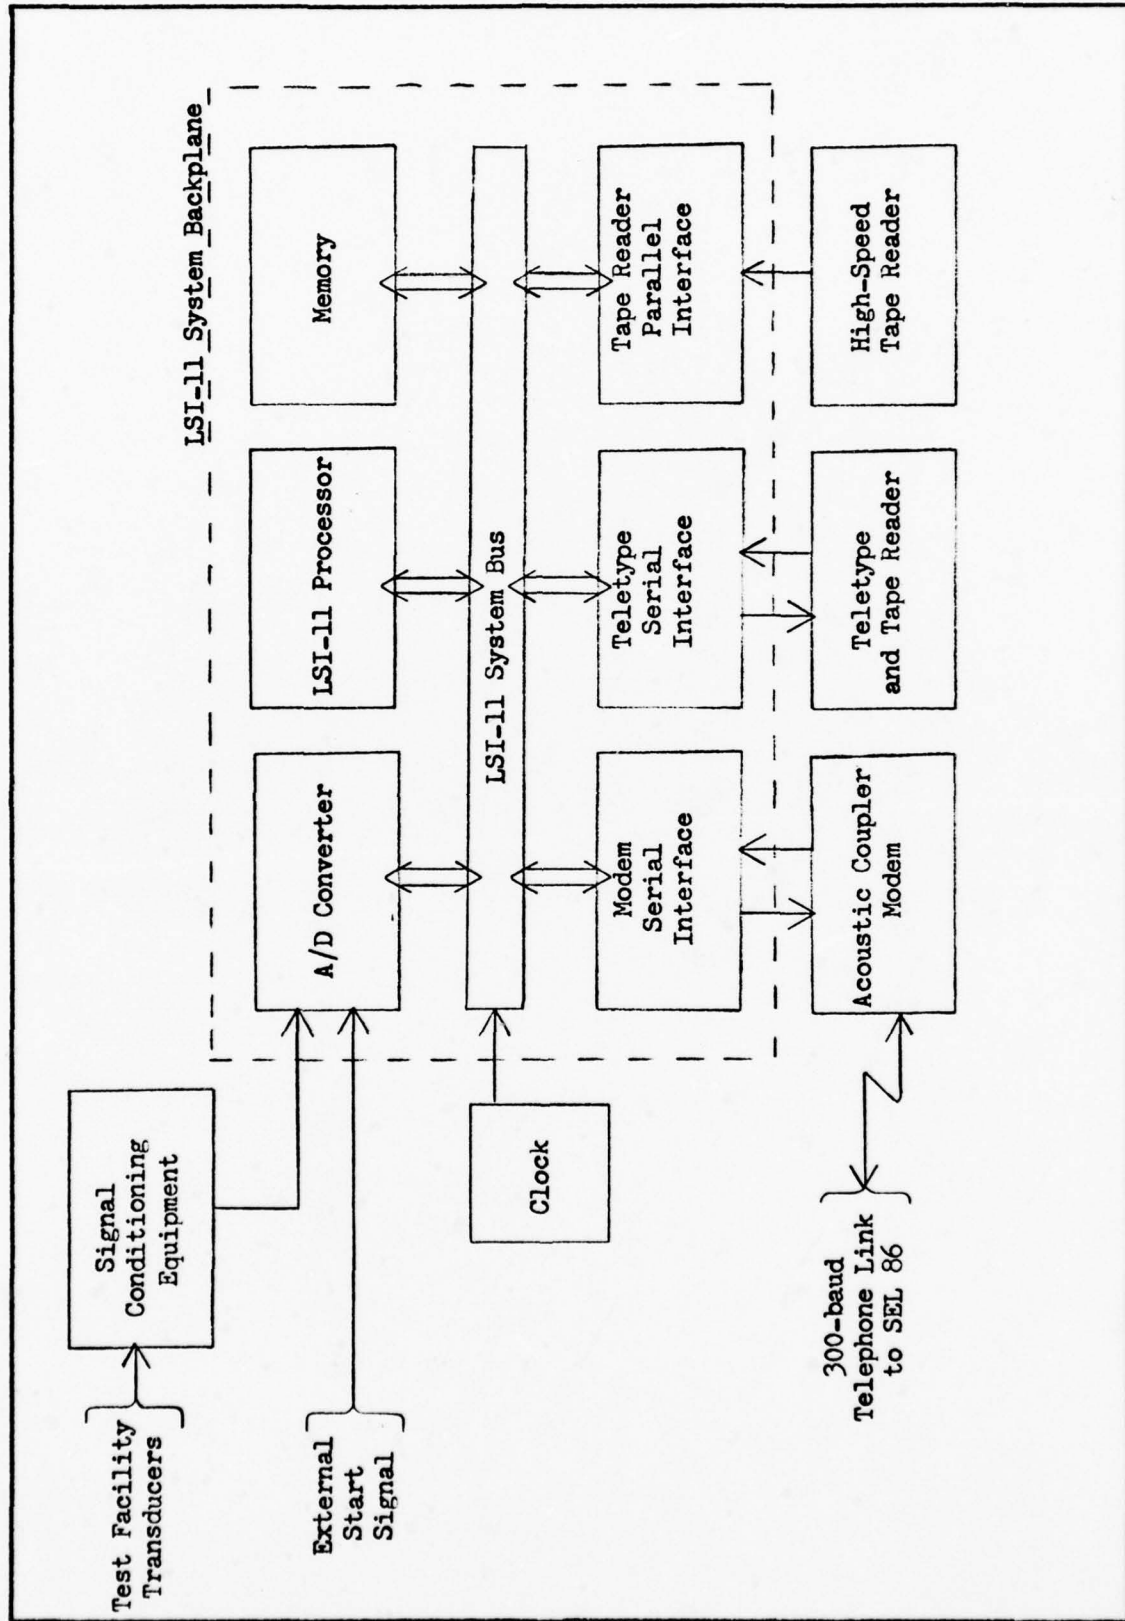 LSI-11 System Backplane
Test Facility
Transducers
Signal
Conditioning
Equipment
External
Start
Signal
A/D Converter
LSI-11 Processor
Memory
Clock
LSI-11 System Bus
Modem
Serial
Interface
Teletype
Serial
Interface
Tape Reader
Parallel
Interface
300-baud
Telephone Link
to SEL 86
Acoustic Coupler
Modem
Teletype
and Tape Reader
High-Speed
Tape Reader